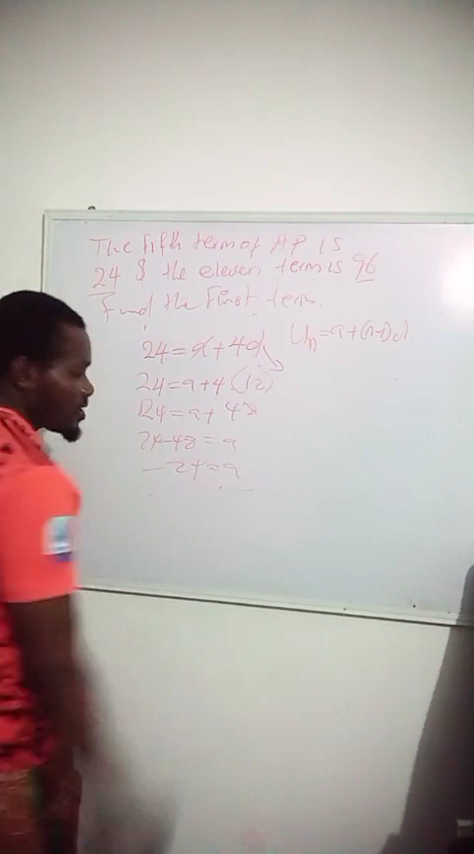 The fifth term of AP is
24 & the eleven term is 96
find the first term.
Un=a+(n-1)d.
24=a+4d
24=a+4(12)
24=a+48
24-48=a
-24=a